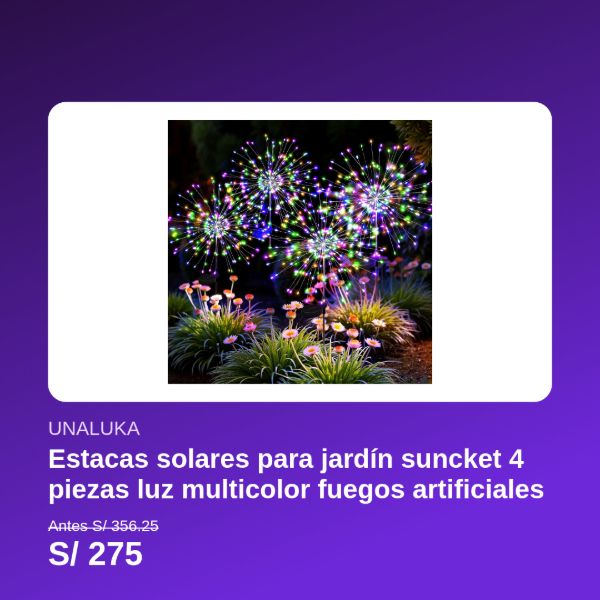 UNALUKA
Estacas solares para jardín suncket 4
piezas luz multicolor fuegos artificiales
Antes S/ 356.25
S/ 275